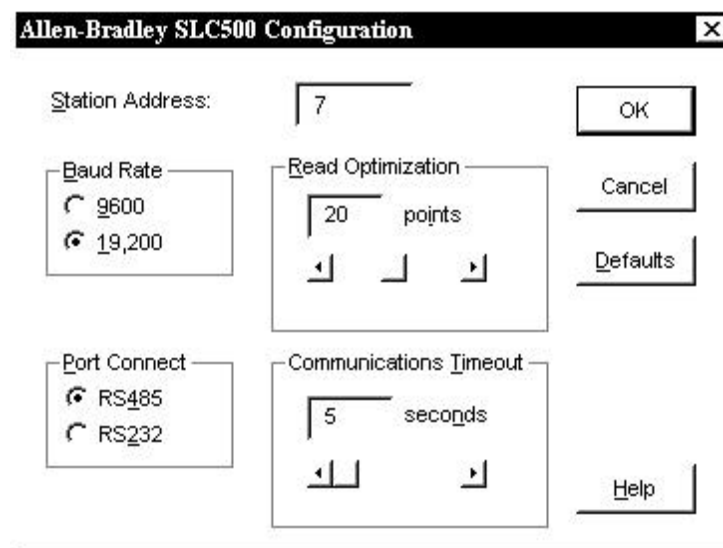 Allen-Bradley SLC500 Configuration
Station Address: 7
OK
Baud Rate
9600
19,200
Read Optimization
20 points
Cancel
Defaults
Port Connect
RS485
RS232
Communications Timeout
5 seconds
Help